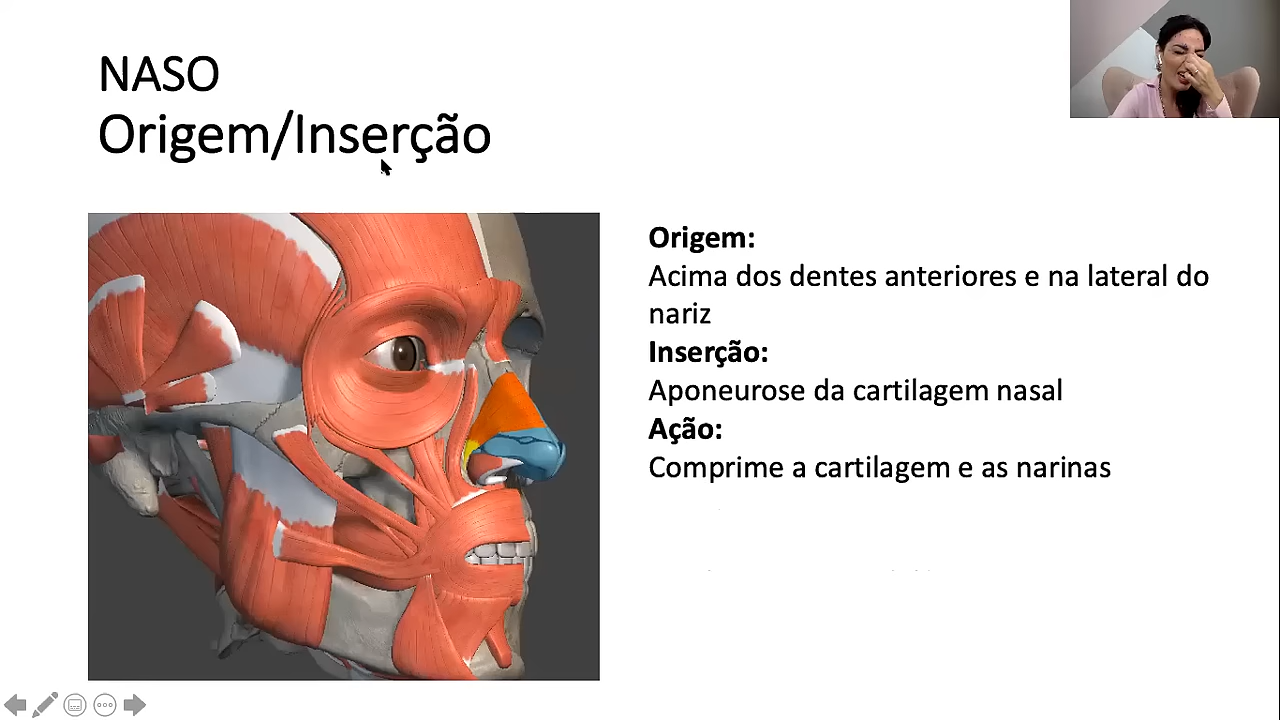 NASO
Origem/Inserção
Origem:
Acima dos dentes anteriores e na lateral do
nariz
Inserção:
Aponeurose da cartilagem nasal
Ação:
Comprime a cartilagem e as narinas